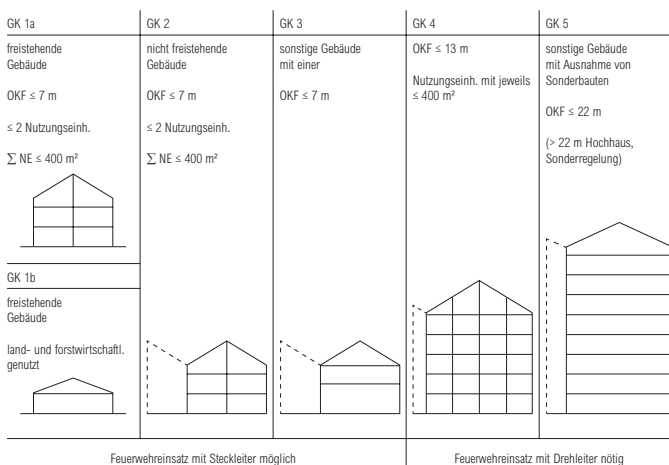 GK 1a
freistehende
Gebäude
OKF ≤ 7 m
≤ 2 Nutzungseinh.
∑ NE ≤ 400 m²
GK 1b
freistehende
Gebäude
land- und forstwirtschaftl.
genutzt
GK 2
nicht freistehende
Gebäude
OKF ≤ 7 m
≤ 2 Nutzungseinh.
∑ NE ≤ 400 m²
GK 3
sonstige Gebäude
mit einer
OKF ≤ 7 m
GK 4
OKF ≤ 13 m
Nutzungseinh. mit jeweils
≤ 400 m²
GK 5
sonstige Gebäude
mit Ausnahme von
Sonderbauten
OKF ≤ 22 m
(> 22 m Hochhaus,
Sonderregelung)
Feuerwehreinsatz mit Steckleiter möglich
Feuerwehreinsatz mit Drehleiter nötig